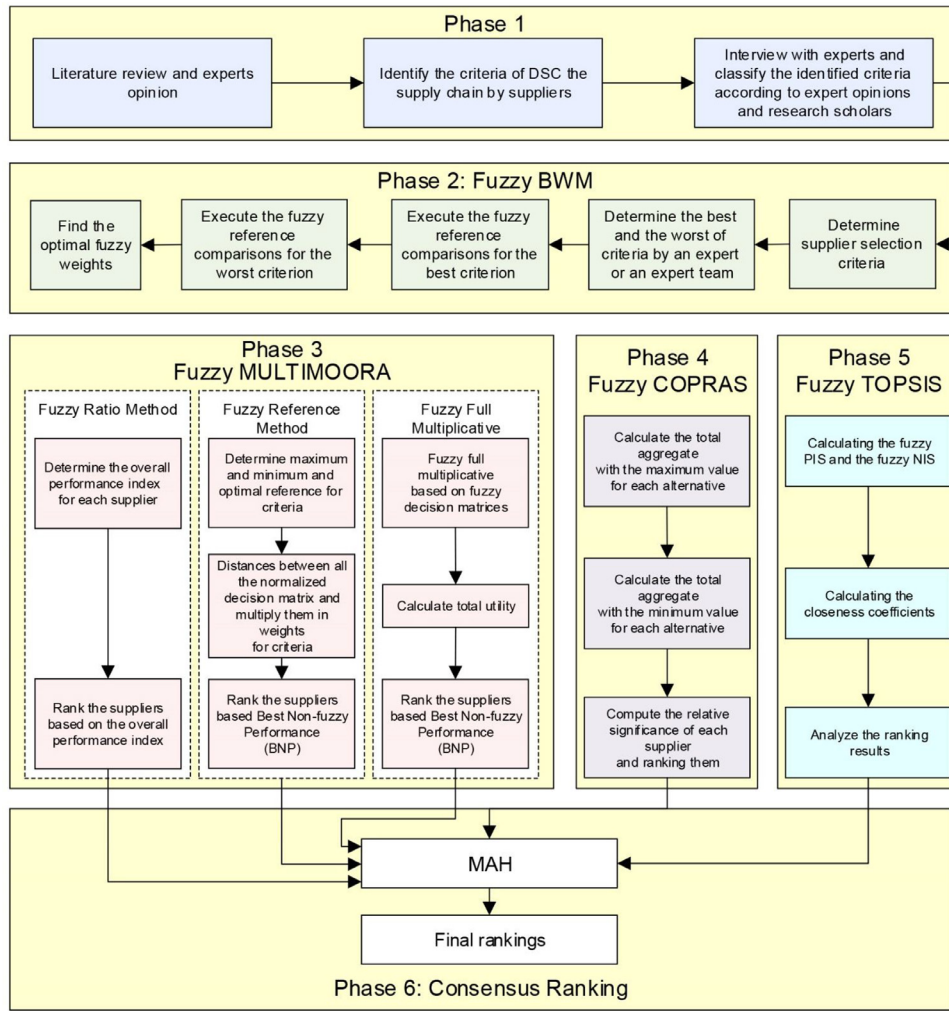 Phase 1
Literature review and experts
opinion
Identify the criteria of DSC the
supply chain by suppliers
Interview with experts and
classify the identified criteria
according to expert opinions
and research scholars
Phase 2: Fuzzy BWM
Find the
optimal fuzzy
weights
Execute the fuzzy
reference
comparisons for the
worst criterion
Execute the fuzzy
reference
comparisons for the
best criterion
Determine the best
and the worst of
criteria by an expert
or an expert team
Determine
supplier selection
criteria
Phase 3
Fuzzy MULTIMOORA
Fuzzy Ratio Method
Determine the overall
performance index
for each supplier
Rank the suppliers
based on the overall
performance index
Fuzzy Reference
Method
Determine maximum
and minimum and
optimal reference for
criteria
Distances between all
the normalized
decision matrix and
multiply them in
weights
for criteria
Rank the suppliers
based Best Non-fuzzy
Performance
(BNP)
Fuzzy Full
Multiplicative
Fuzzy full
multiplicative
based on fuzzy
decision matrices
Calculate total utility
Rank the suppliers
based Best Non-fuzzy
Performance
(BNP)
Phase 4
Fuzzy COPRAS
Calculate the total
aggregate
with the maximum value
for each alternative
Calculate the total
aggregate
with the minimum value
for each alternative
Compute the relative
significance of each
supplier
and ranking them
Phase 5
Fuzzy TOPSIS
Calculating the fuzzy
PIS and the fuzzy NIS
Calculating the
closeness coefficients
Analyze the ranking
results
MAH
Final rankings
Phase 6: Consensus Ranking